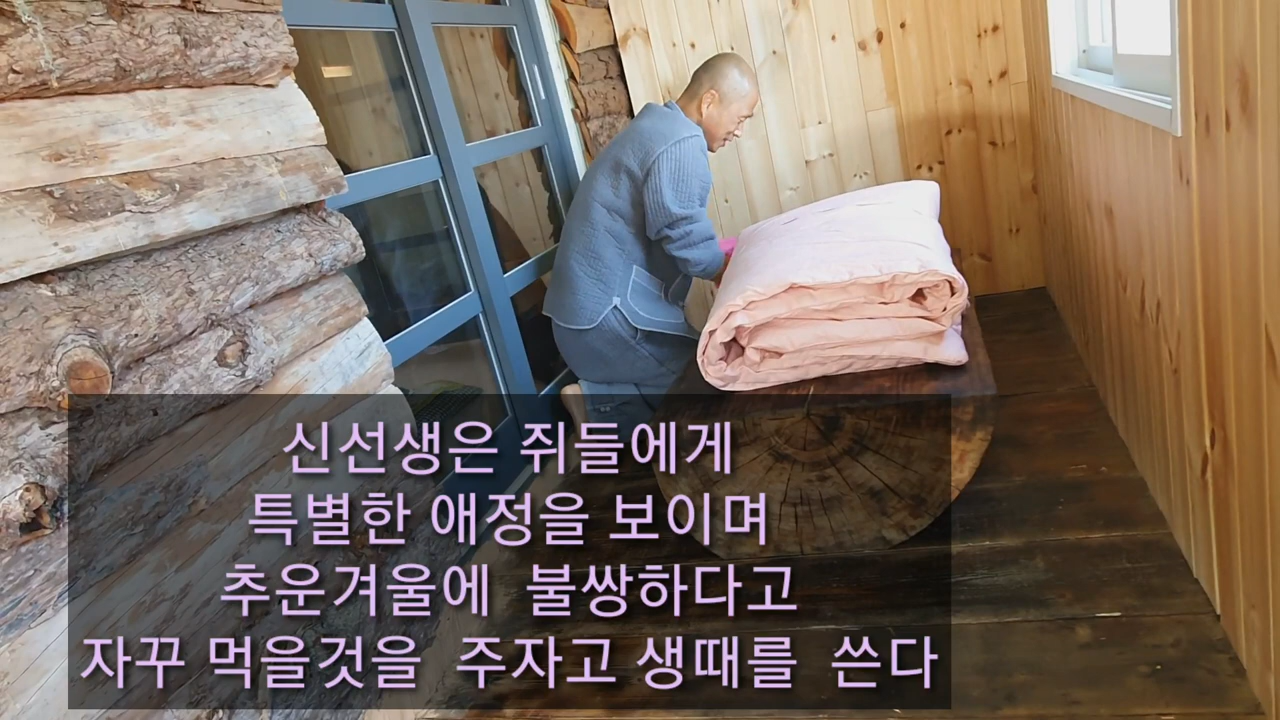 신선생은 쥐들에게
특별한 애정을 보이며
추운겨울에 불쌍하다고
자꾸 먹을것을 주자고 생때를 쓴다